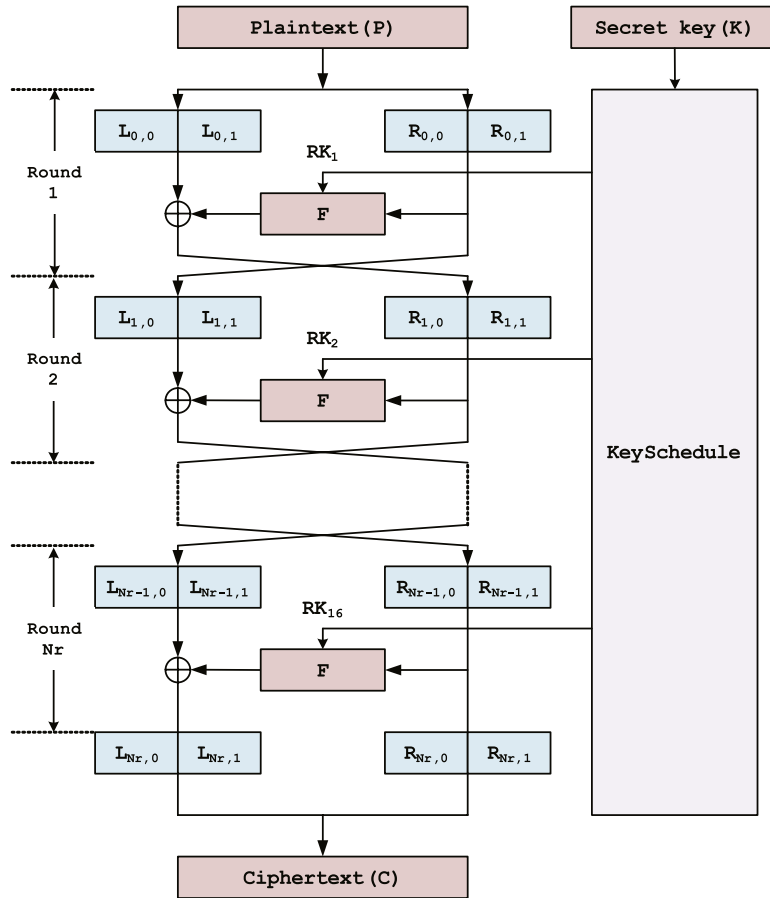 Plaintext(P)
Secret key(K)
L0,0 L0,1
R0,0 R0,1
RK1
Round
1
F
L1,0 L1,1
R1,0 R1,1
RK2
Round
2
F
KeySchedule
LNr-1,0 LNr-1,1
RNr-1,0 RNr-1,1
RK16
Round
Nr
F
LNr,0 LNr,1
RNr,0 RNr,1
Ciphertext(C)